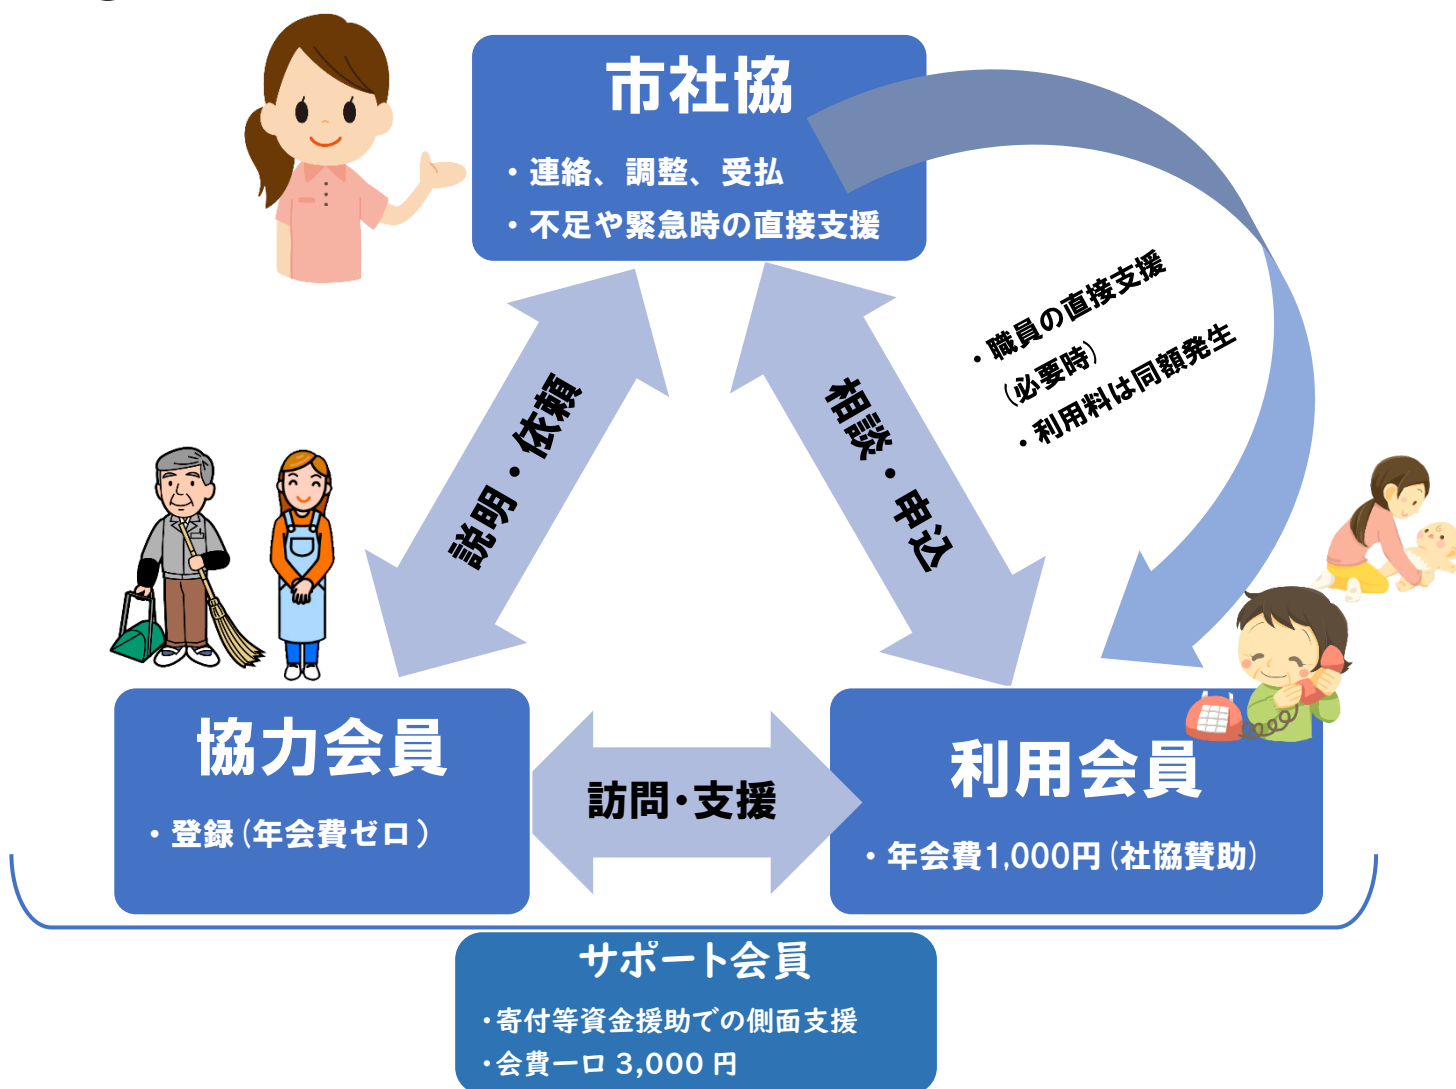 市社協
・連絡、調整、受払
・不足や緊急時の直接支援
・職員の直接支援
(必要時)
・利用料は同額発生
説明・依頼
相談・申込
協力会員
・登録(年会費ゼロ)
訪問・支援
利用会員
・年会費1,000円(社協賛助)
サポート会員
・寄付等資金援助での側面支援
・会費一口 3,000 円